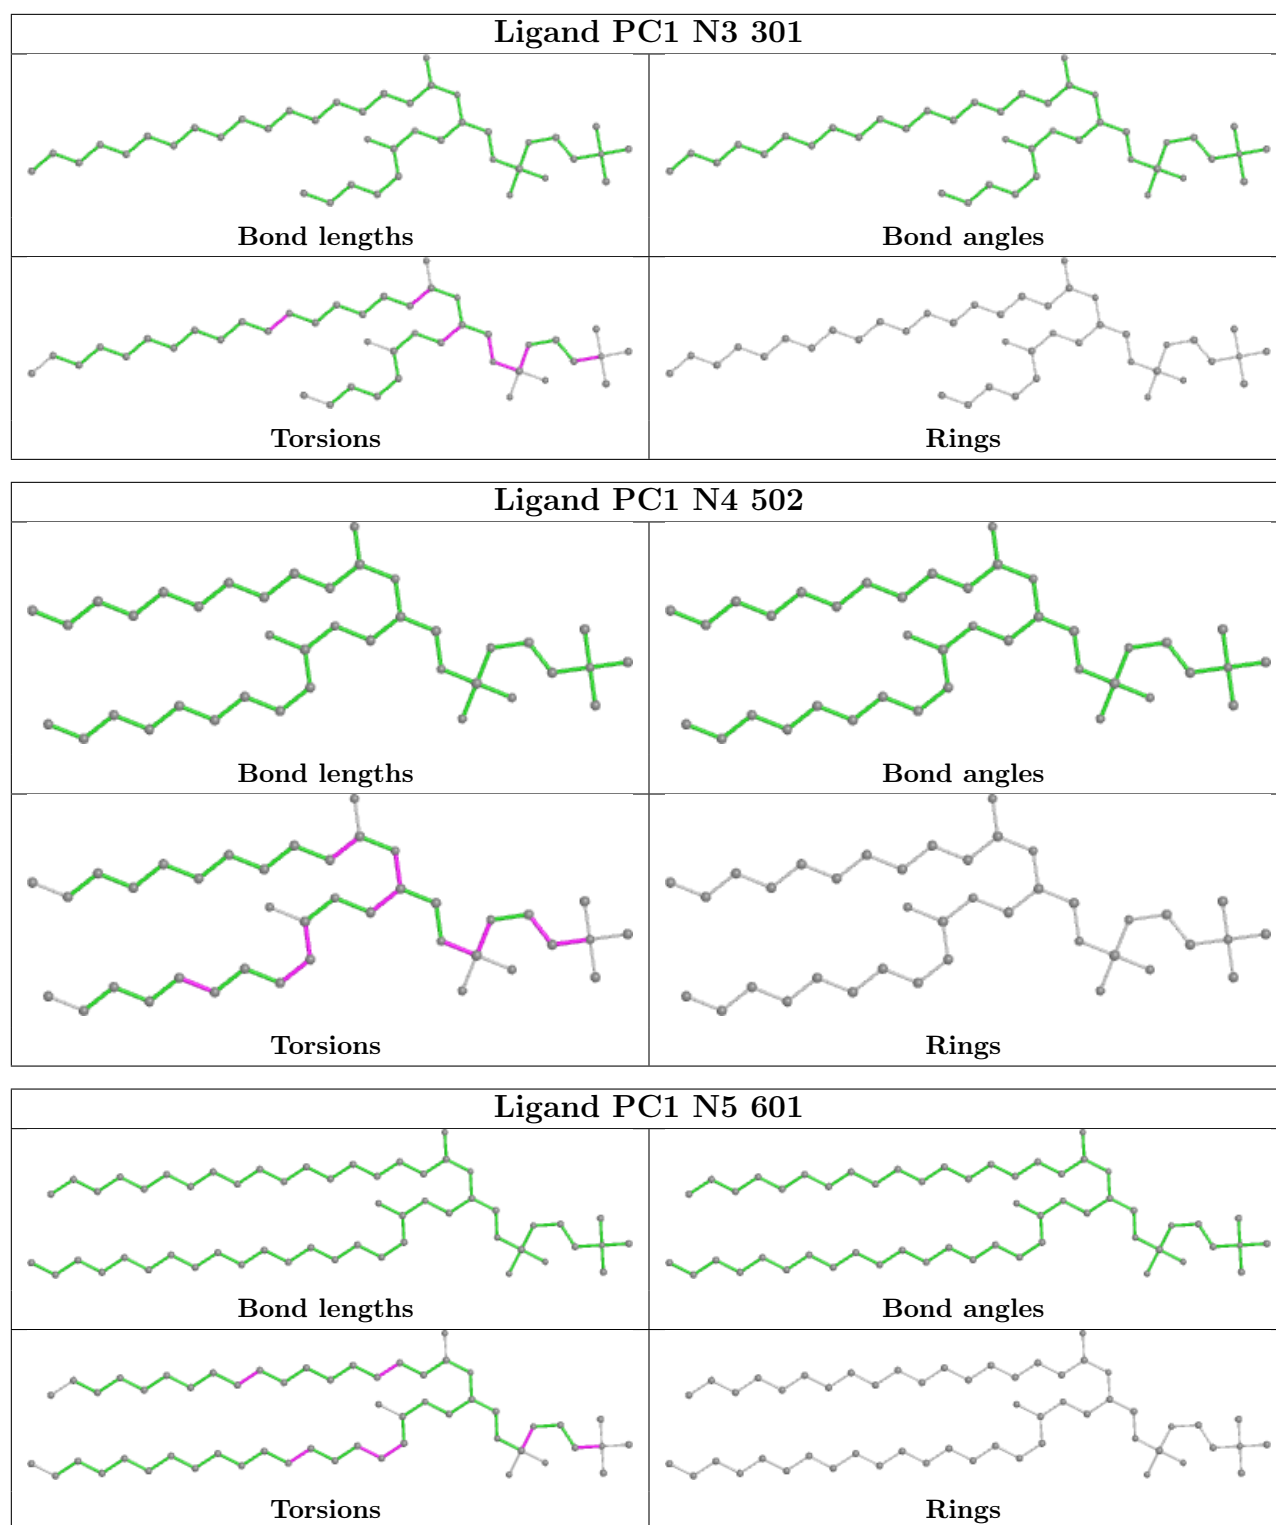 Ligand PC1 N3 301
Bond lengths
Bond angles
Torsions
Rings
Ligand PC1 N4 502
Bond lengths
Bond angles
Torsions
Rings
Ligand PC1 N5 601
Bond lengths
Bond angles
Torsions
Rings